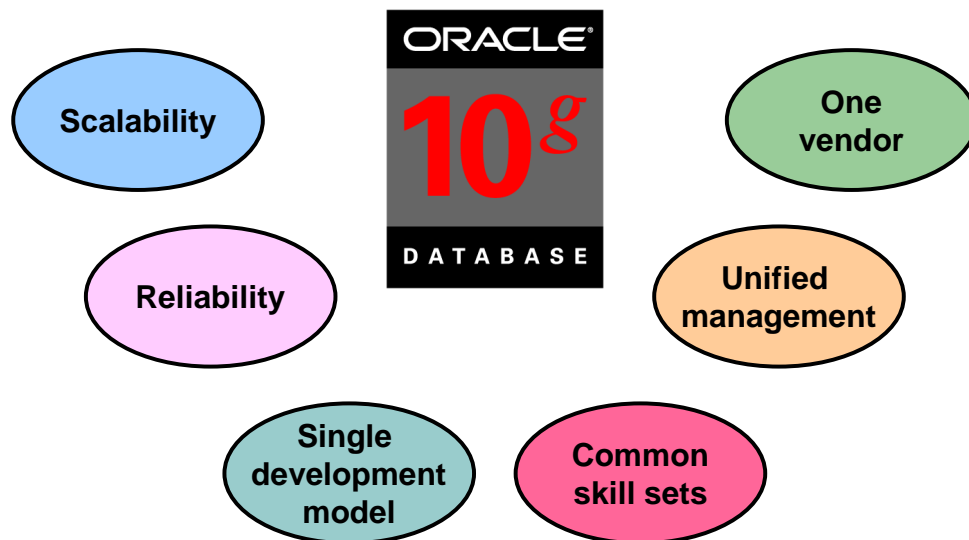 ORACLE®
10g
DATABASE
Scalability
One
vendor
Reliability
Unified
management
Single
development
model
Common
skill sets